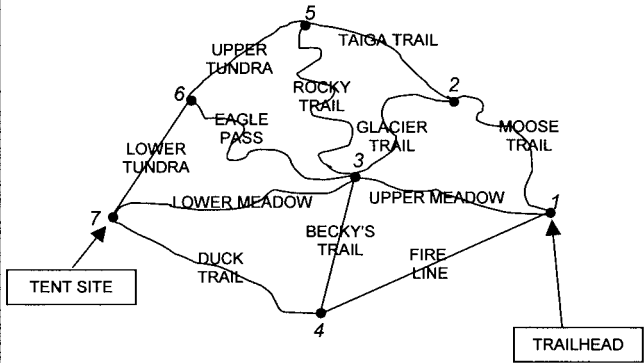 5
TAIGA TRAIL
UPPER
TUNDRA
2
6
ROCKY
TRAIL
EAGLE
PASS
GLACIER
TRAIL
MOOSE
TRAIL
LOWER
TUNDRA
3
LOWER MEADOW
UPPER MEADOW
1
7
BECKY'S
TRAIL
DUCK
TRAIL
FIRE
LINE
TENT SITE
4
TRAILHEAD